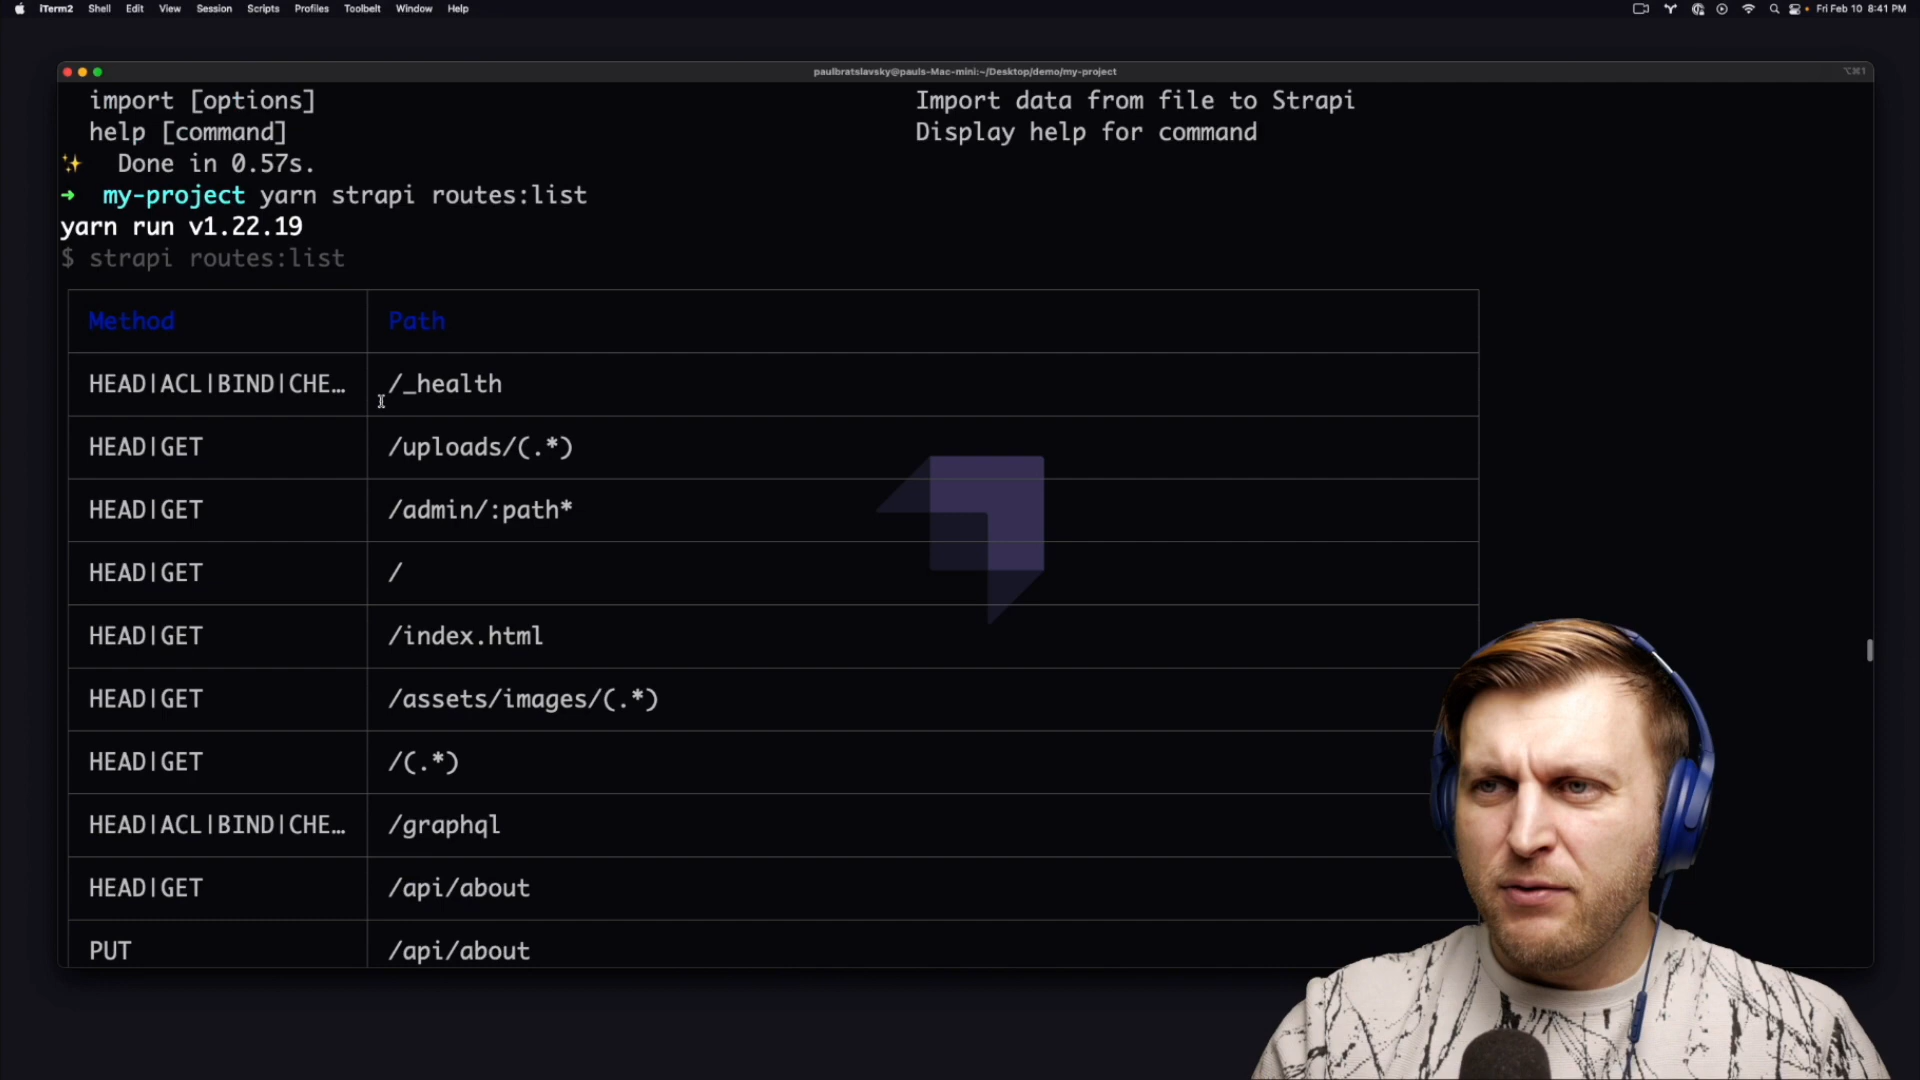 iTerm2 Shell Edit View Session Scripts Profiles Toolbelt Window Help Fri Feb 10 8:41 PM
paulbratslavsky@pauls-Mac-mini:~/Desktop/demo/my-project ⌥⌘1
import [options] Import data from file to Strapi
help [command] Display help for command
✨ Done in 0.57s.
➜ my-project yarn strapi routes:list
yarn run v1.22.19
$ strapi routes:list
Method Path
HEAD|ACL|BIND|CHE… /_health
HEAD|GET /uploads/(.*)
HEAD|GET /admin/:path*
HEAD|GET /
HEAD|GET /index.html
HEAD|GET /assets/images/(.*)
HEAD|GET /(.*)
HEAD|ACL|BIND|CHE… /graphql
HEAD|GET /api/about
PUT /api/about